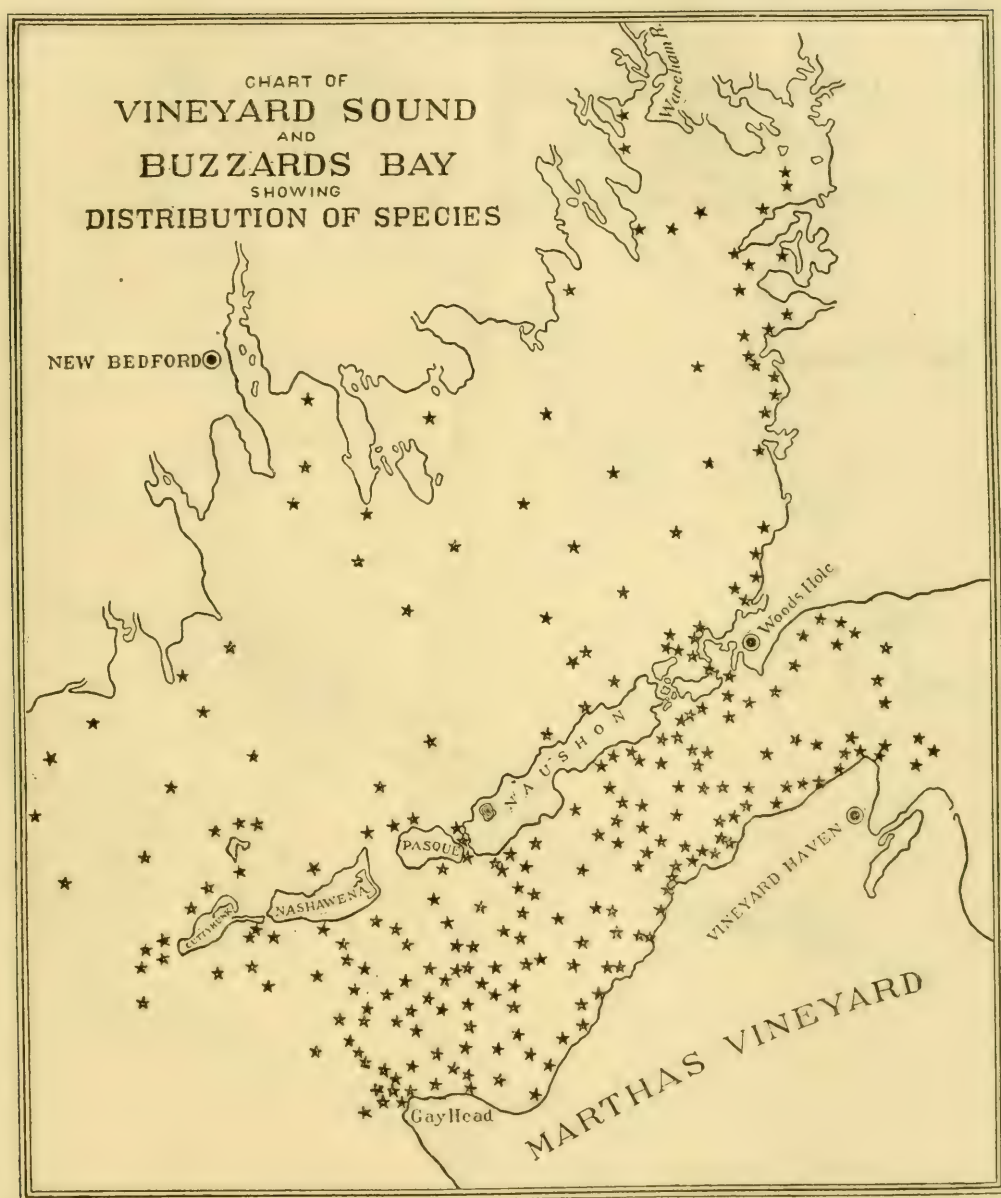 CHART OF
VINEYARD SOUND
AND
BUZZARDS BAY
SHOWING
DISTRIBUTION OF SPECIES
Wareham R.
NEW BEDFORD
Woods Hole
NAUSHON
PASQUE
NASHAWENA
CUTTYHUNK
VINEYARD HAVEN
MARTHAS VINEYARD
Gay Head